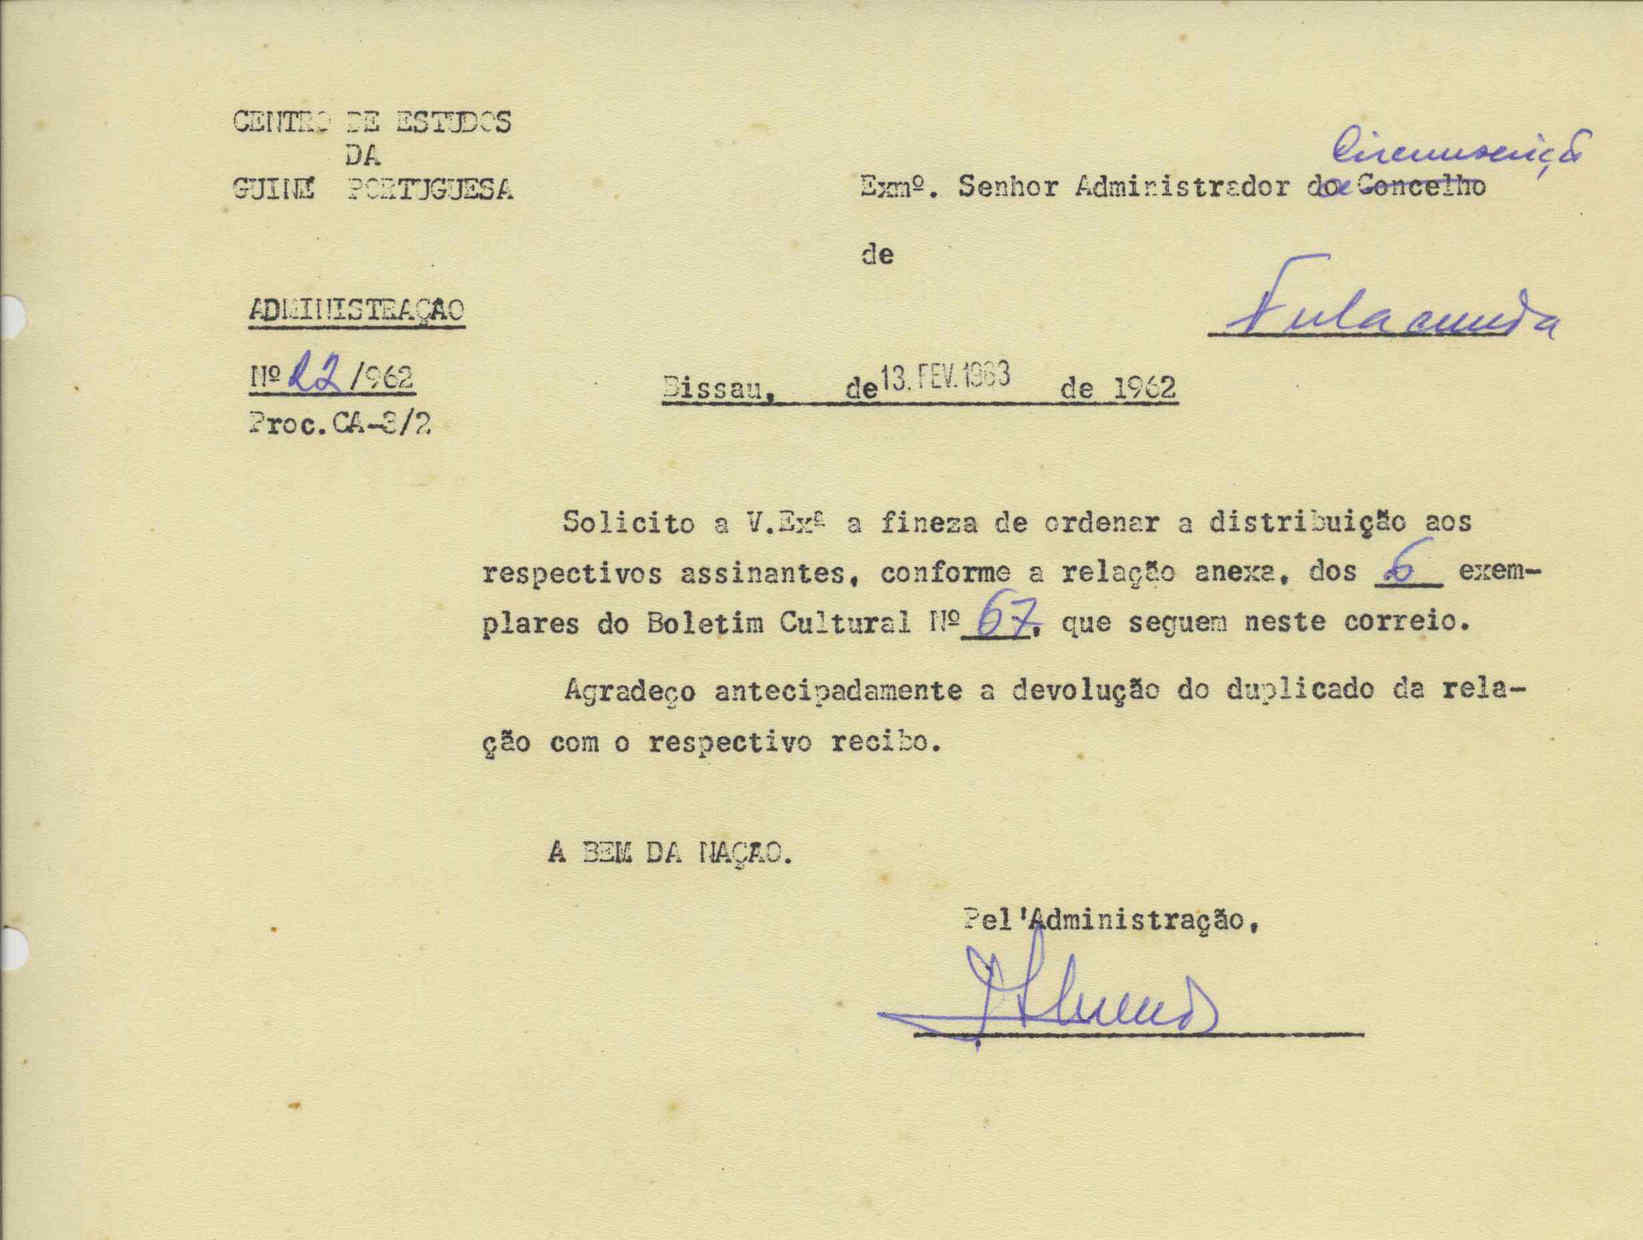 CENTRO DE ESTUDOS
DA
GUINÉ PORTUGUESA
Circunscriçã
Exmº. Senhor Administrador do Concelho
de
Fulacunda
ADMINISTRAÇÃO
Nº 22/962
Proc.CA-3/2
Bissau, de 13. FEV. 1963 de 1962
Solicito a V.Exª a fineza de ordenar a distribuição aos
respectivos assinantes, conforme a relação anexa, dos 6 exem-
plares do Boletim Cultural Nº 67, que seguem neste correio.
Agradeço antecipadamente a devolução do duplicado da rela-
ção com o respectivo recibo.
A BEM DA NAÇÃO.
Pel'Administração,